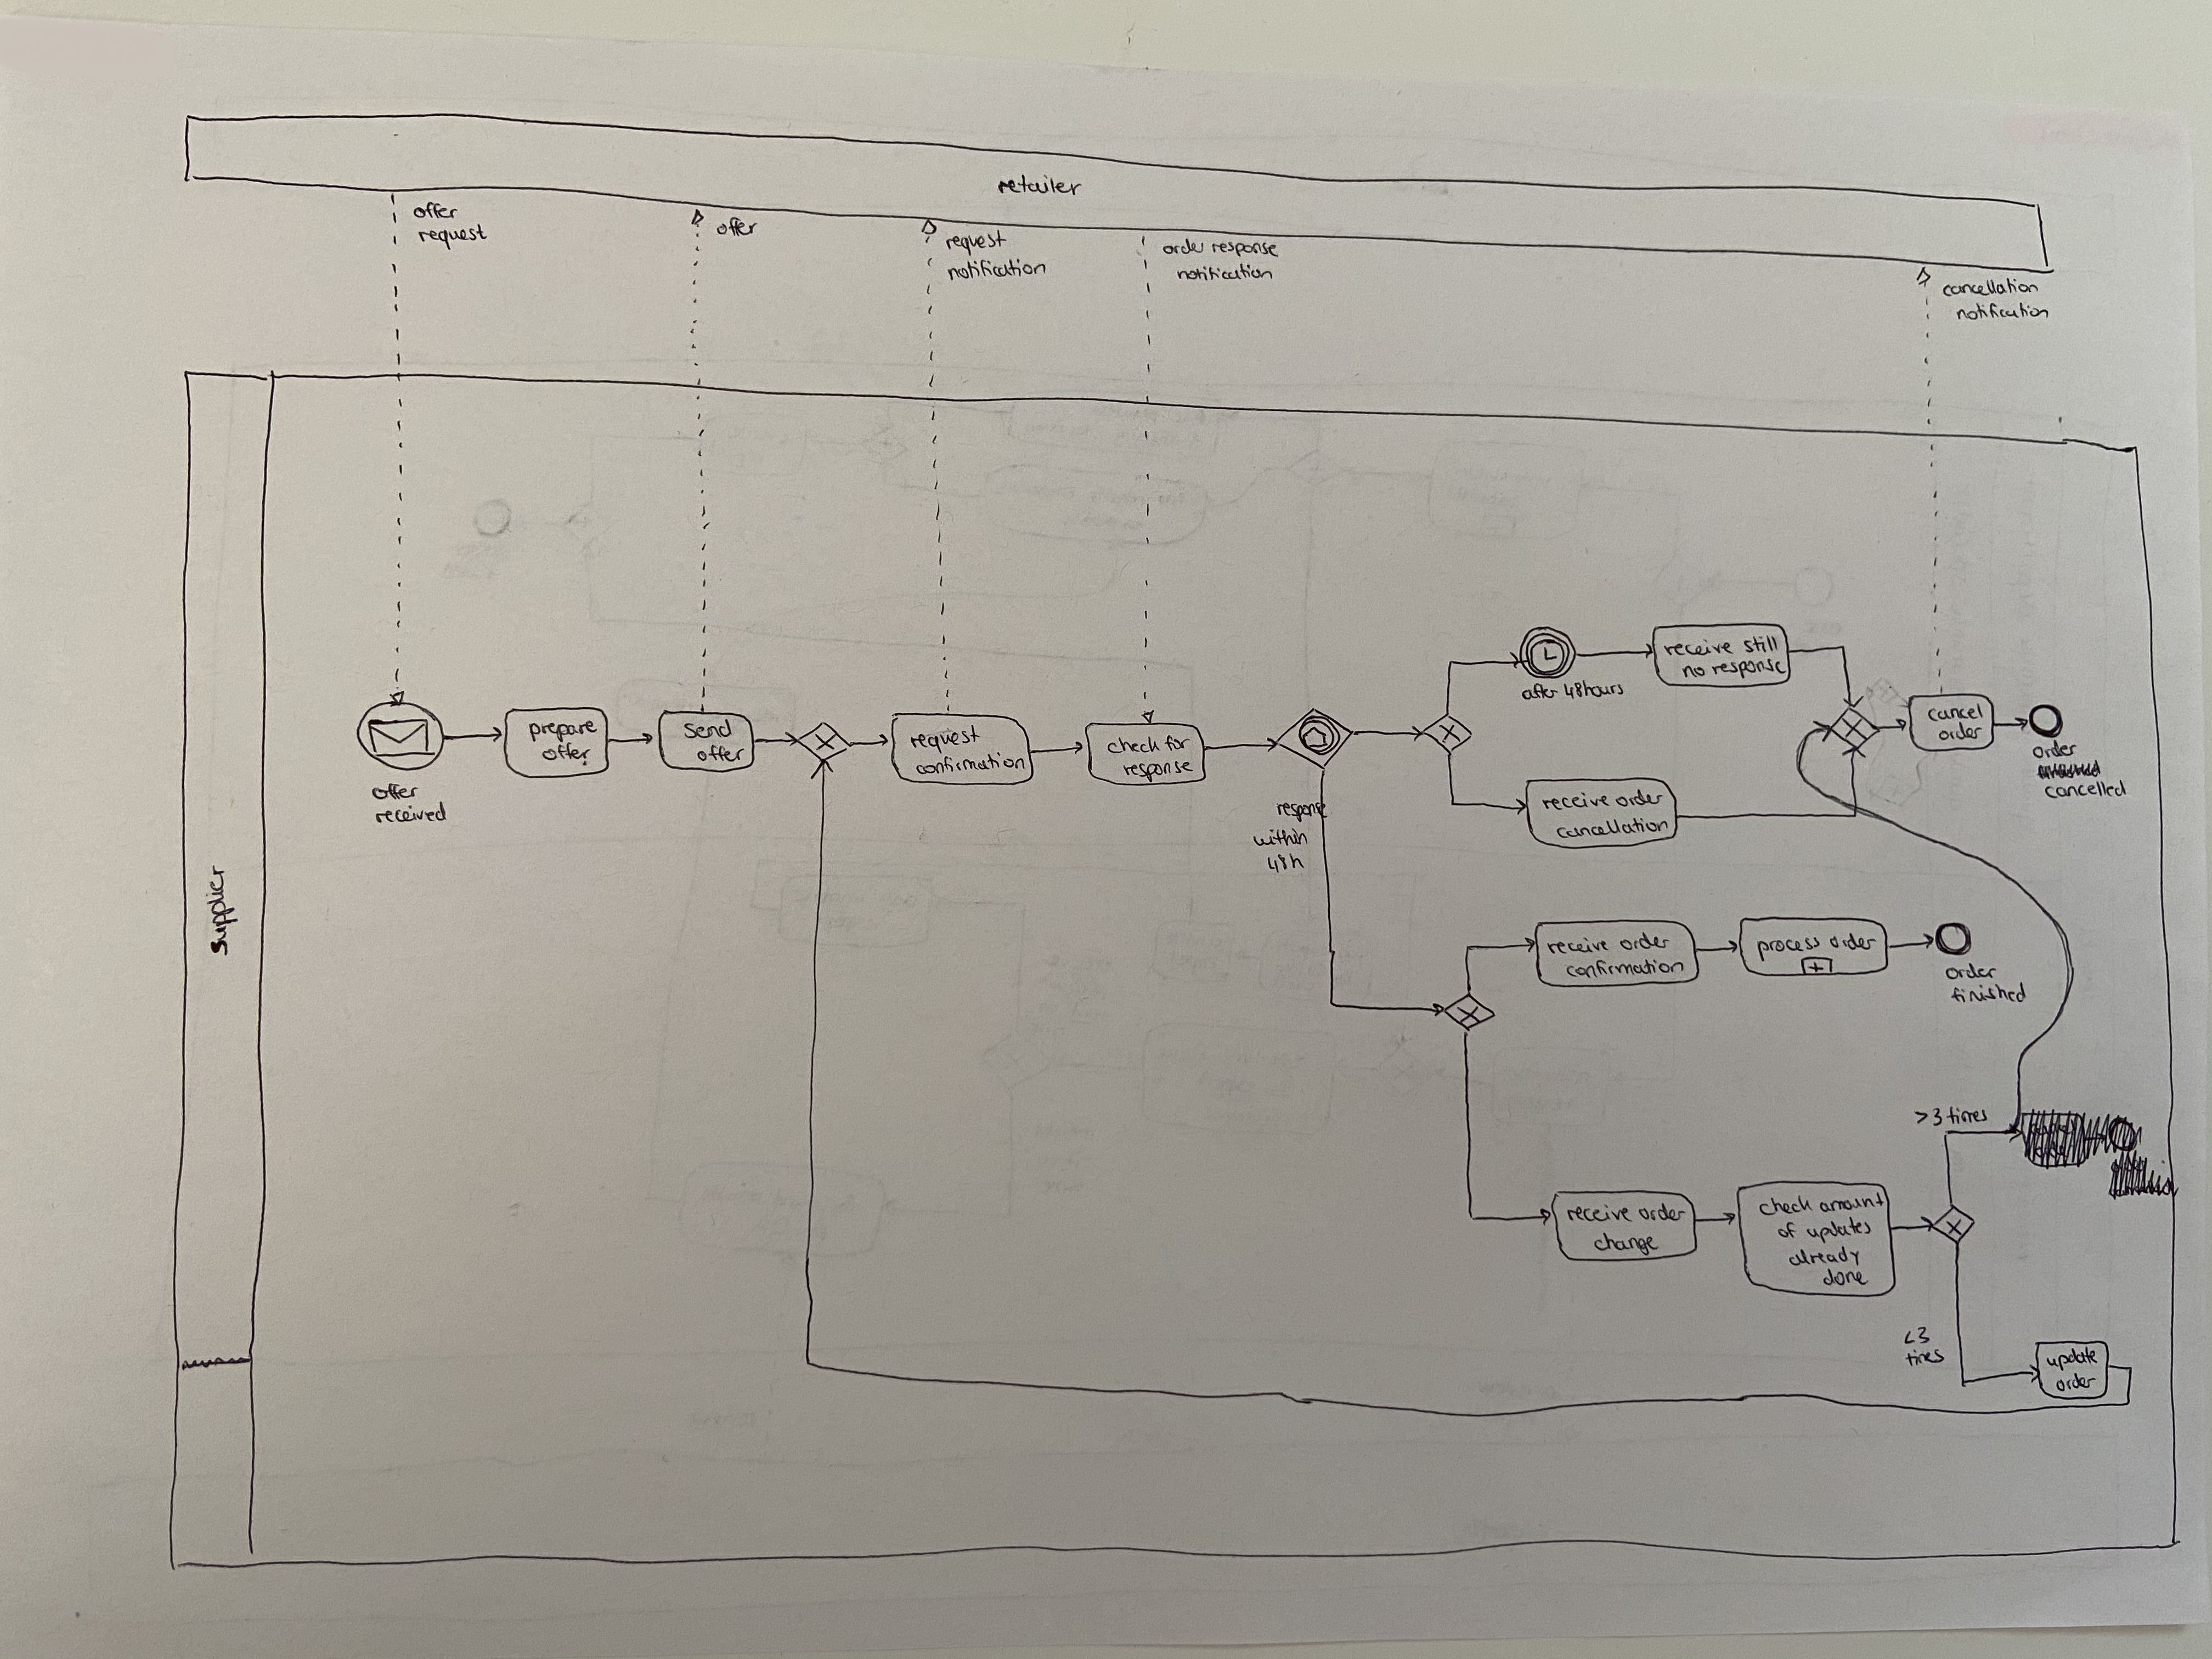 retailer
offer
request
offer
request
notification
order response
notification
cancellation
notification
Supplier
offer
received
prepare
offer
send
offer
request
confirmation
check for
response
response
within
48h
after 48hours
receive still
no response
receive order
cancellation
cancel
order
order
cancelled
receive order
confirmation
process order
order
finished
receive order
change
check amount
of updates
already
done
>3 times
<3
times
update
order